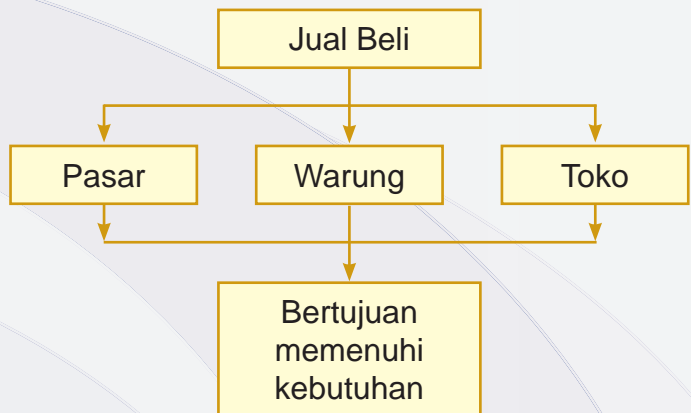 Jual Beli
Pasar
Warung
Toko
Bertujuan
memenuhi
kebutuhan